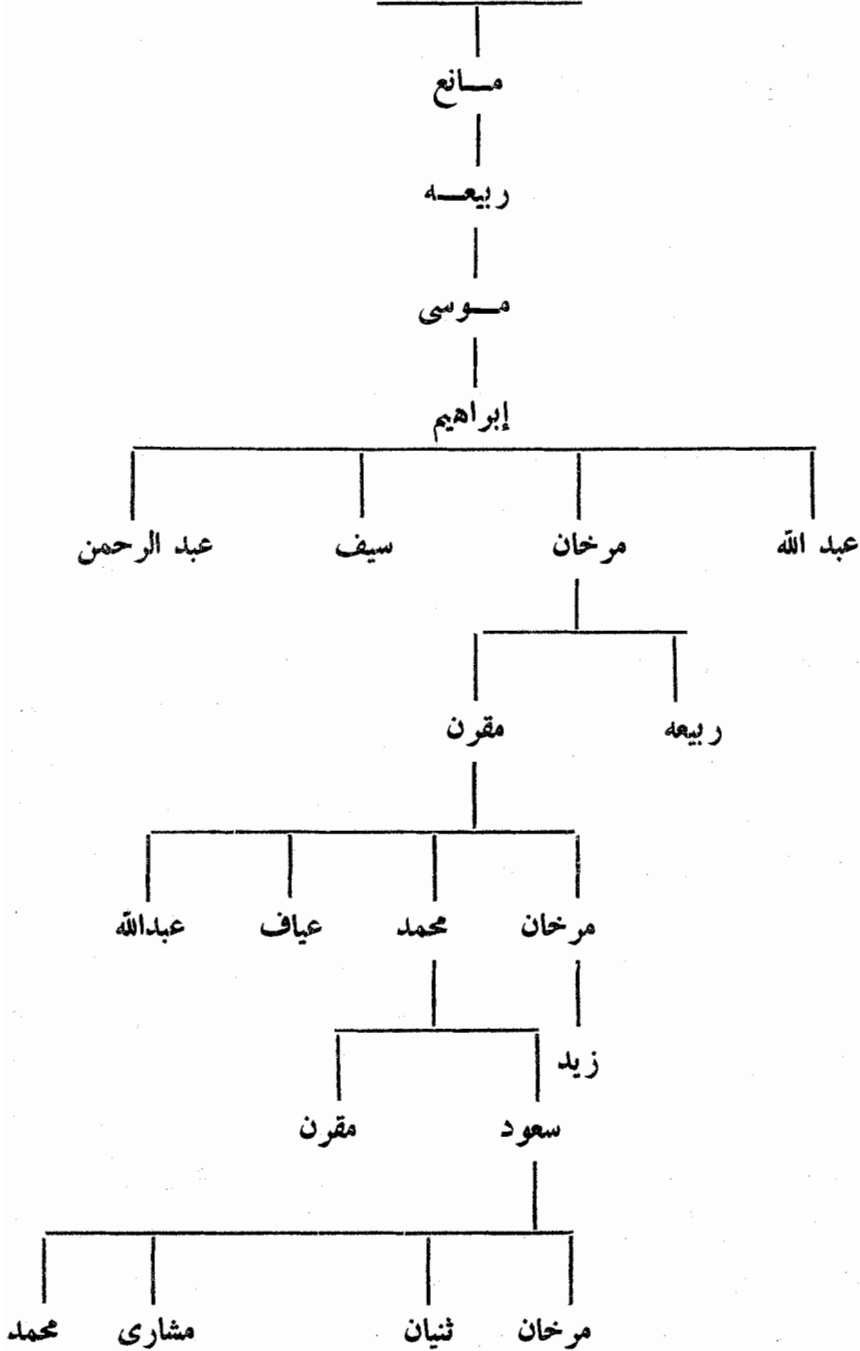 مانع
ربيعه
موسى
إبراهيم
عبد الله مرخان سيف عبد الرحمن
ربيعه مقرن
مرخان محمد عياف عبدالله
زيد
سعود مقرن
مرخان ثنيان مشارى محمد